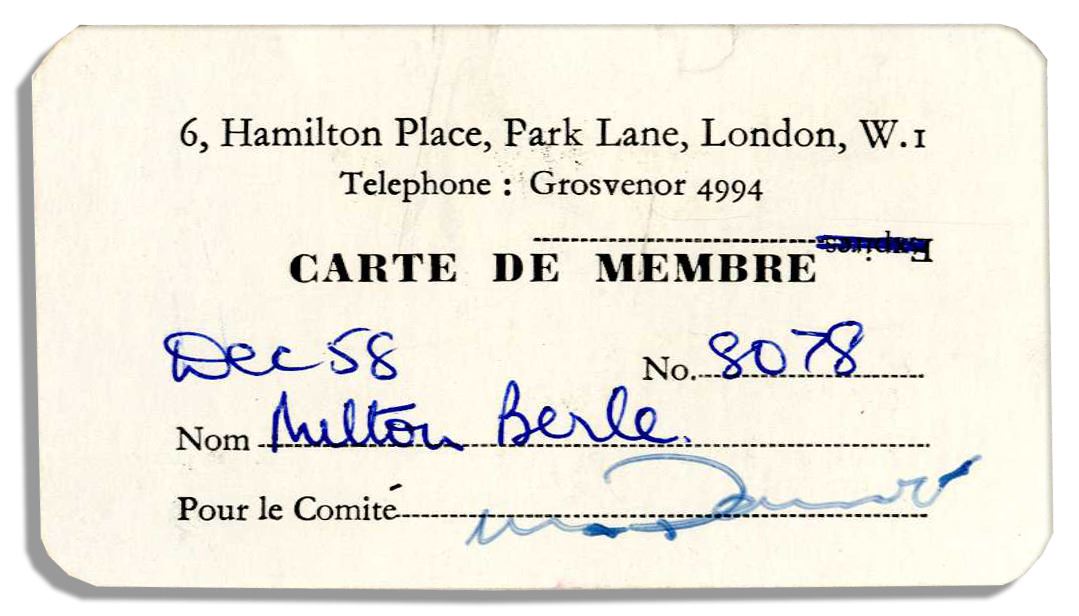 6, Hamilton Place, Park Lane, London, W.1
Telephone : Grosvenor 4994
Expires
CARTE DE MEMBRE
Dec 58 No. 8078
Nom Milton Berle.
Pour le Comité